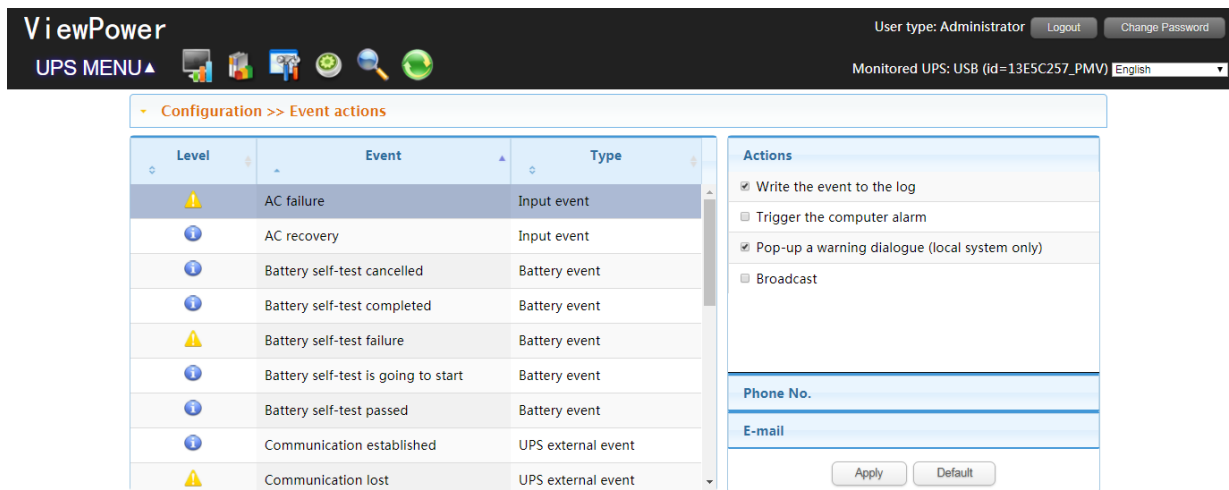 ViewPower
User type: Administrator Logout Change Password
UPS MENU▲
Monitored UPS: USB (id=13E5C257_PMV) English
Configuration >> Event actions
Level Event Type
AC failure Input event
AC recovery Input event
Battery self-test cancelled Battery event
Battery self-test completed Battery event
Battery self-test failure Battery event
Battery self-test is going to start Battery event
Battery self-test passed Battery event
Communication established UPS external event
Communication lost UPS external event
Actions
Write the event to the log
Trigger the computer alarm
Pop-up a warning dialogue (local system only)
Broadcast
Phone No.
E-mail
Apply Default